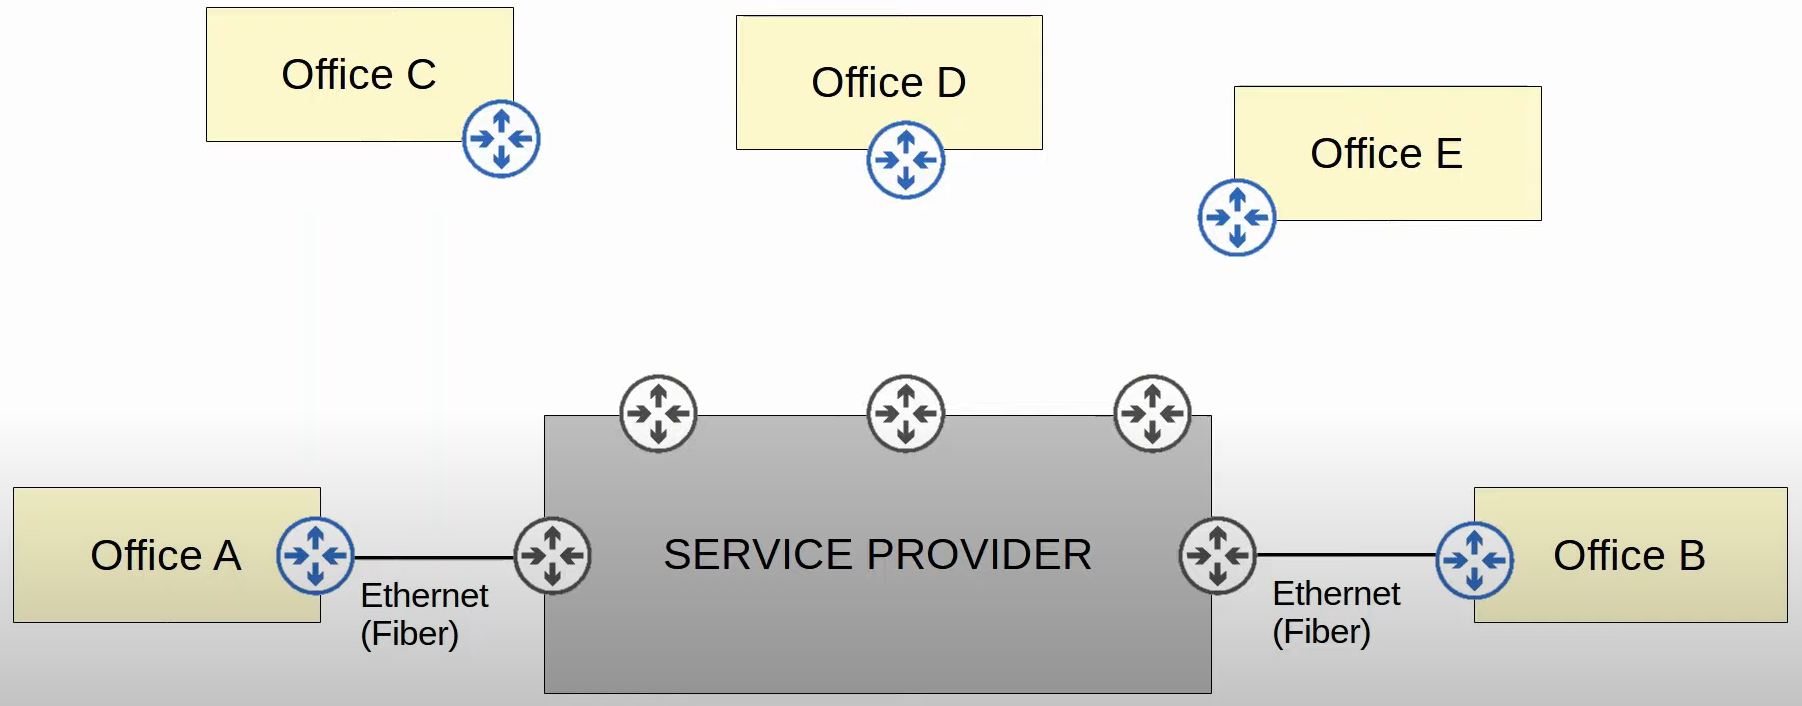 Office C
Office D
Office E
Office A
Ethernet
(Fiber)
SERVICE PROVIDER
Ethernet
(Fiber)
Office B